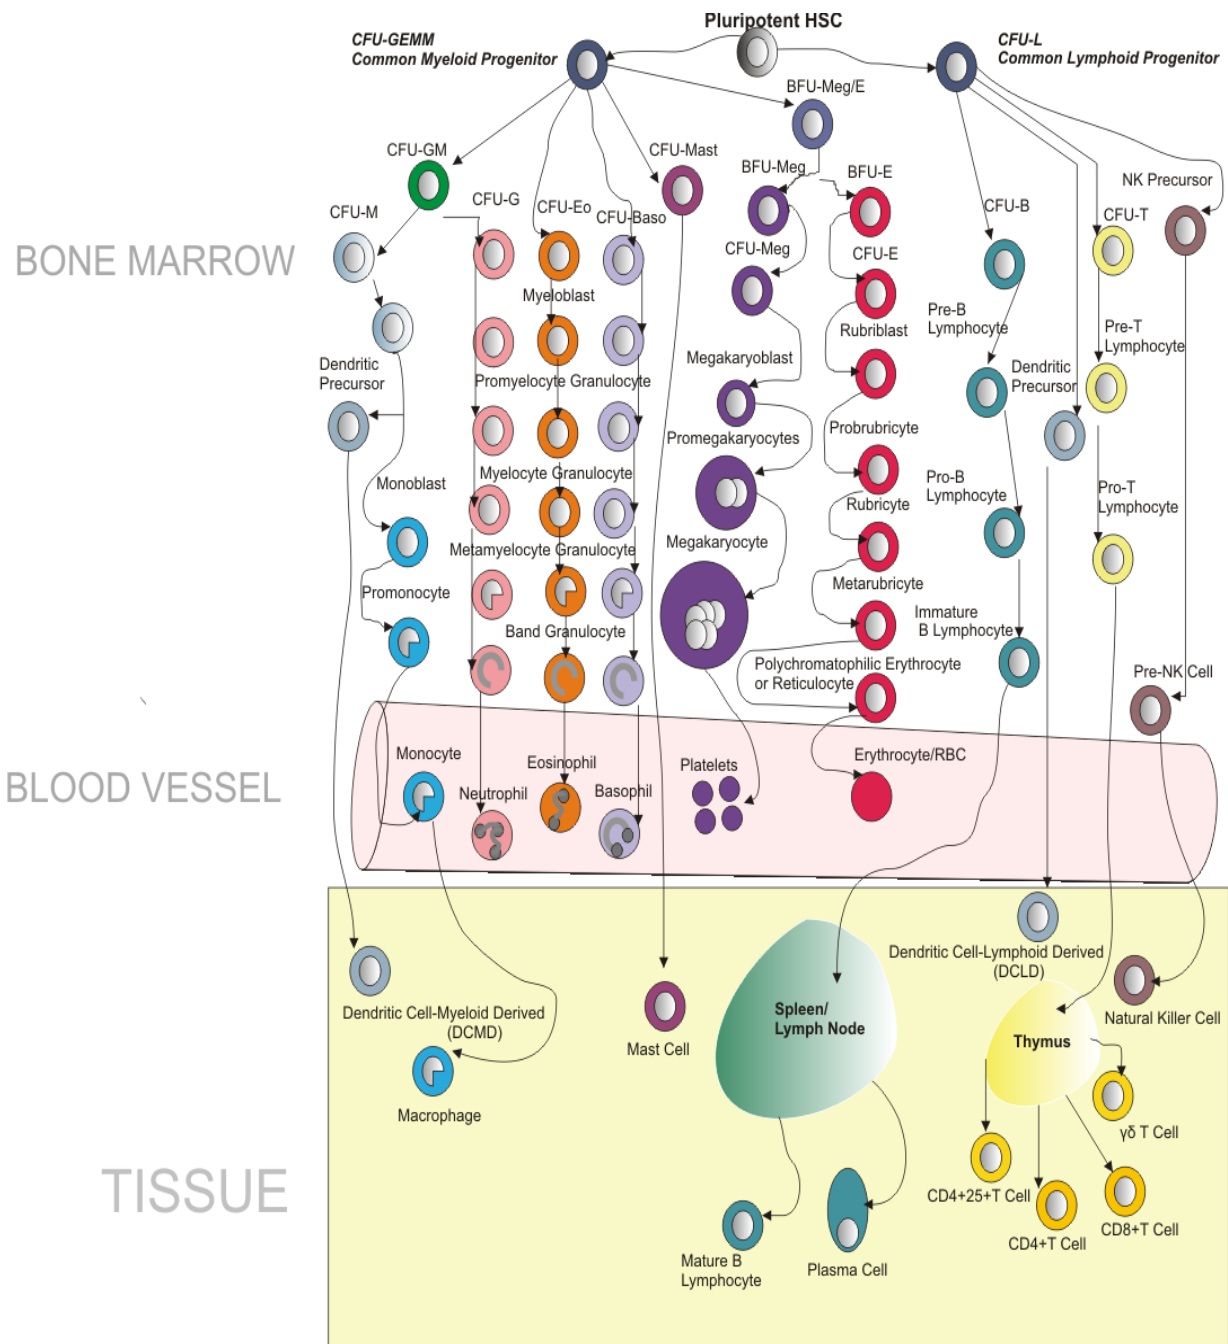 Pluripotent HSC
CFU-GEMM
Common Myeloid Progenitor
CFU-L
Common Lymphoid Progenitor
BFU-Meg/E
CFU-GM
CFU-Mast
BFU-Meg
BFU-E
NK Precursor
CFU-M
CFU-G
CFU-Eo
CFU-Baso
CFU-B
CFU-T
BONE MARROW
CFU-Meg
CFU-E
Myeloblast
Pre-B
Lymphocyte
Pre-T
Lymphocyte
Rubriblast
Dendritic
Precursor
Promyelocyte Granulocyte
Megakaryoblast
Dendritic
Precursor
Promegakaryocytes
Probrubricyte
Myelocyte Granulocyte
Monoblast
Pro-B
Lymphocyte
Pro-T
Lymphocyte
Rubricyte
Metamyelocyte Granulocyte
Megakaryocyte
Promonocyte
Metarubricyte
Immature
B Lymphocyte
Band Granulocyte
Polychromatophilic Erythrocyte
or Reticulocyte
Pre-NK Cell
BLOOD VESSEL
Monocyte
Neutrophil
Eosinophil
Basophil
Platelets
Erythrocyte/RBC
Dendritic Cell-Lymphoid Derived
(DCLD)
Dendritic Cell-Myeloid Derived
(DCMD)
Spleen/
Lymph Node
Natural Killer Cell
Mast Cell
Thymus
Macrophage
γδ T Cell
TISSUE
CD4+25+T Cell
CD4+T Cell
CD8+T Cell
Mature B
Lymphocyte
Plasma Cell